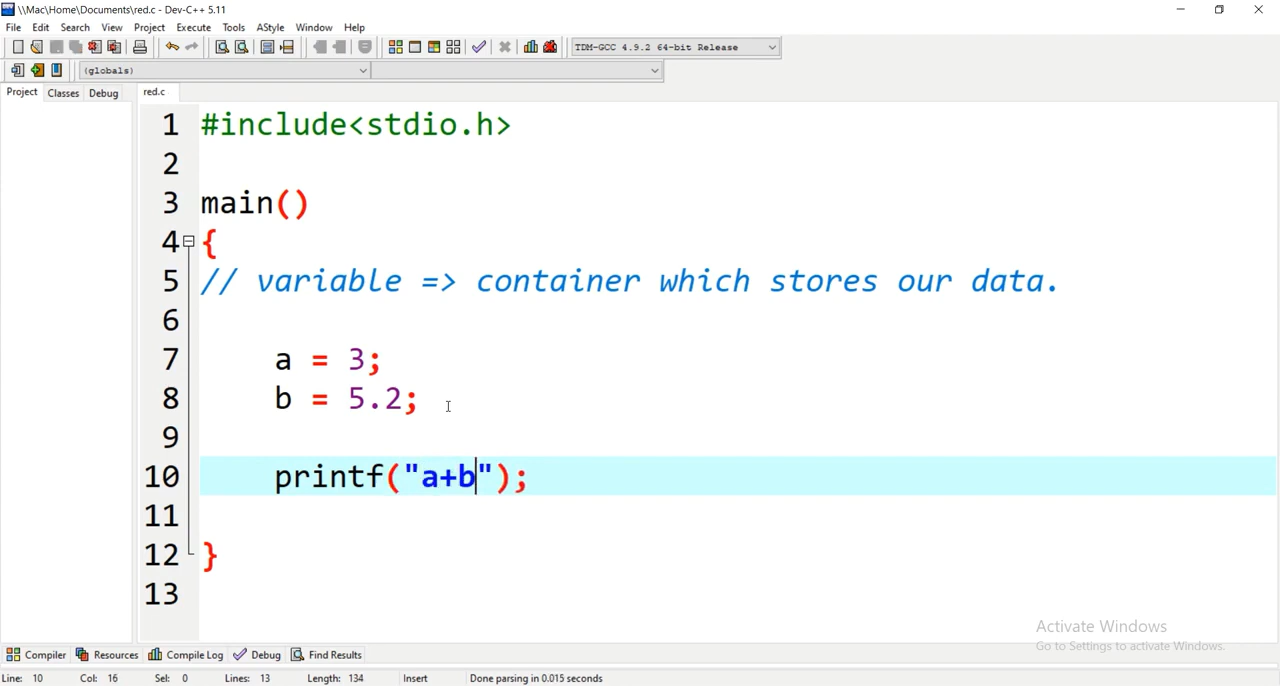 \\Mac\Home\Documents\red.c - Dev-C++ 5.11
File Edit Search View Project Execute Tools AStyle Window Help
TDM-GCC 4.9.2 64-bit Release
(globals)
Project Classes Debug red.c
1 #include<stdio.h>
2
3 main()
4 {
5 // variable => container which stores our data.
6
7 a = 3;
8 b = 5.2;
9
10 printf("a+b");
11
12 }
13
Activate Windows
Go to Settings to activate Windows.
Compiler Resources Compile Log Debug Find Results
Line: 10 Col: 16 Sel: 0 Lines: 13 Length: 134 Insert Done parsing in 0.015 seconds